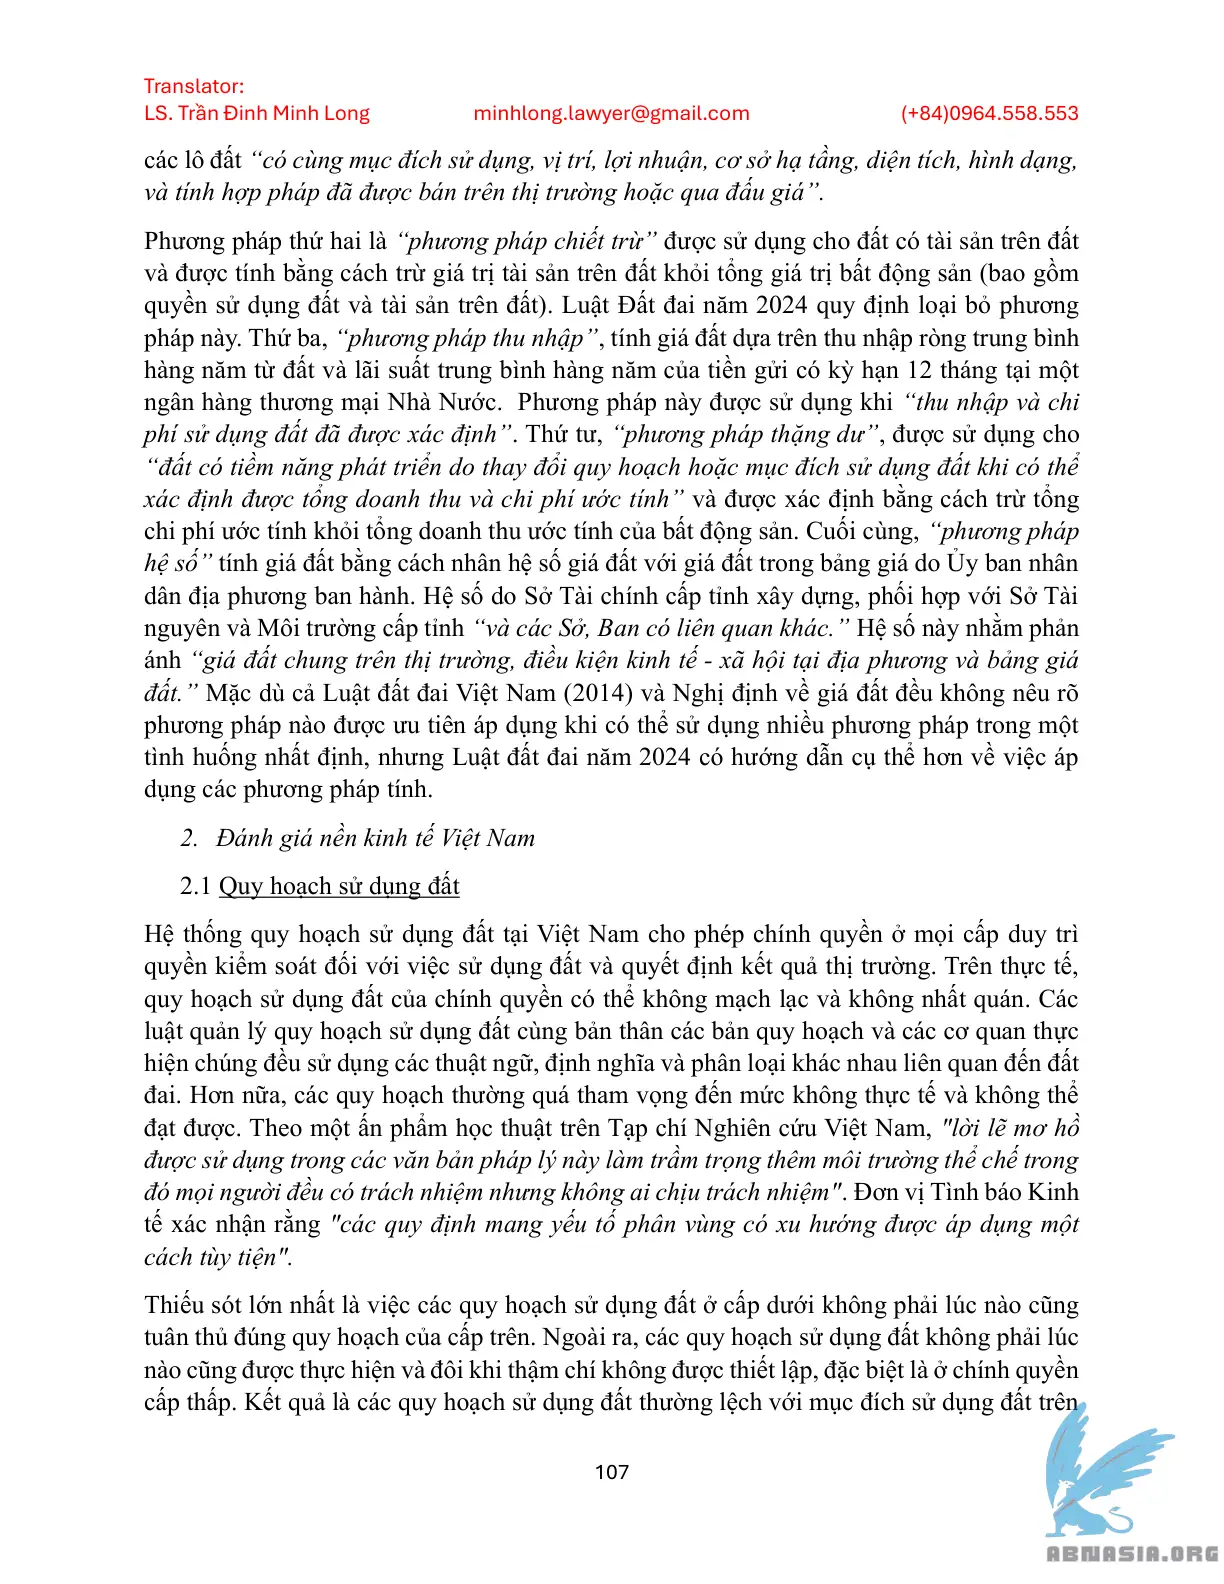 Translator:
LS. Trần Đinh Minh Long minhlong.lawyer@gmail.com (+84)0964.558.553
các lô đất “có cùng mục đích sử dụng, vị trí, lợi nhuận, cơ sở hạ tầng, diện tích, hình dạng,
và tính hợp pháp đã được bán trên thị trường hoặc qua đấu giá”.
Phương pháp thứ hai là “phương pháp chiết trừ” được sử dụng cho đất có tài sản trên đất
và được tính bằng cách trừ giá trị tài sản trên đất khỏi tổng giá trị bất động sản (bao gồm
quyền sử dụng đất và tài sản trên đất). Luật Đất đai năm 2024 quy định loại bỏ phương
pháp này. Thứ ba, “phương pháp thu nhập”, tính giá đất dựa trên thu nhập ròng trung bình
hàng năm từ đất và lãi suất trung bình hàng năm của tiền gửi có kỳ hạn 12 tháng tại một
ngân hàng thương mại Nhà Nước. Phương pháp này được sử dụng khi “thu nhập và chi
phí sử dụng đất đã được xác định”. Thứ tư, “phương pháp thặng dư”, được sử dụng cho
“đất có tiềm năng phát triển do thay đổi quy hoạch hoặc mục đích sử dụng đất khi có thể
xác định được tổng doanh thu và chi phí ước tính” và được xác định bằng cách trừ tổng
chi phí ước tính khỏi tổng doanh thu ước tính của bất động sản. Cuối cùng, “phương pháp
hệ số” tính giá đất bằng cách nhân hệ số giá đất với giá đất trong bảng giá do Ủy ban nhân
dân địa phương ban hành. Hệ số do Sở Tài chính cấp tỉnh xây dựng, phối hợp với Sở Tài
nguyên và Môi trường cấp tỉnh “và các Sở, Ban có liên quan khác.” Hệ số này nhằm phản
ánh “giá đất chung trên thị trường, điều kiện kinh tế - xã hội tại địa phương và bảng giá
đất.” Mặc dù cả Luật đất đai Việt Nam (2014) và Nghị định về giá đất đều không nêu rõ
phương pháp nào được ưu tiên áp dụng khi có thể sử dụng nhiều phương pháp trong một
tình huống nhất định, nhưng Luật đất đai năm 2024 có hướng dẫn cụ thể hơn về việc áp
dụng các phương pháp tính.
2. Đánh giá nền kinh tế Việt Nam
2.1 Quy hoạch sử dụng đất
Hệ thống quy hoạch sử dụng đất tại Việt Nam cho phép chính quyền ở mọi cấp duy trì
quyền kiểm soát đối với việc sử dụng đất và quyết định kết quả thị trường. Trên thực tế,
quy hoạch sử dụng đất của chính quyền có thể không mạch lạc và không nhất quán. Các
luật quản lý quy hoạch sử dụng đất cùng bản thân các bản quy hoạch và các cơ quan thực
hiện chúng đều sử dụng các thuật ngữ, định nghĩa và phân loại khác nhau liên quan đến đất
đai. Hơn nữa, các quy hoạch thường quá tham vọng đến mức không thực tế và không thể
đạt được. Theo một ấn phẩm học thuật trên Tạp chí Nghiên cứu Việt Nam, "lời lẽ mơ hồ
được sử dụng trong các văn bản pháp lý này làm trầm trọng thêm môi trường thể chế trong
đó mọi người đều có trách nhiệm nhưng không ai chịu trách nhiệm". Đơn vị Tình báo Kinh
tế xác nhận rằng "các quy định mang yếu tố phân vùng có xu hướng được áp dụng một
cách tùy tiện".
Thiếu sót lớn nhất là việc các quy hoạch sử dụng đất ở cấp dưới không phải lúc nào cũng
tuân thủ đúng quy hoạch của cấp trên. Ngoài ra, các quy hoạch sử dụng đất không phải lúc
nào cũng được thực hiện và đôi khi thậm chí không được thiết lập, đặc biệt là ở chính quyền
cấp thấp. Kết quả là các quy hoạch sử dụng đất thường lệch với mục đích sử dụng đất trên
107
ABNASIA.ORG